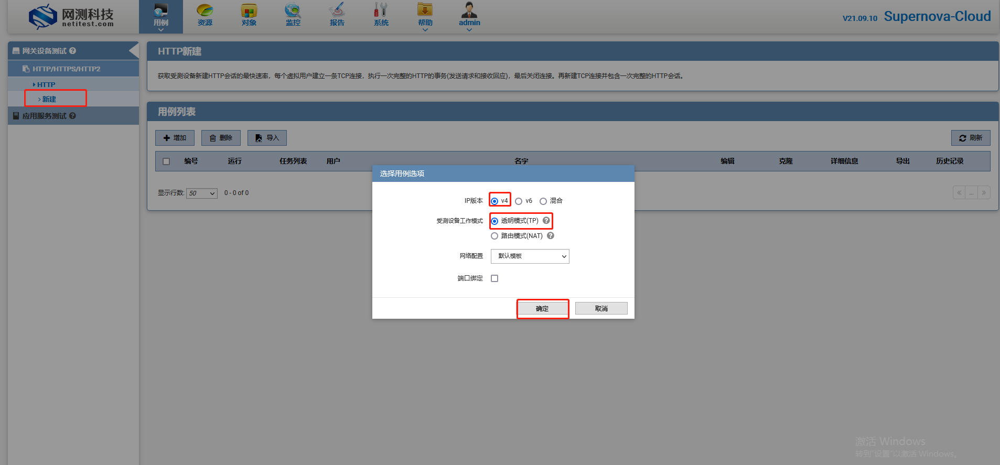 网测科技
netitest.com
用例
资源
对象
监控
报告
系统
帮助
admin
V21.09.10 Supernova-Cloud
网关设备测试
HTTP/HTTPS/HTTP2
HTTP
新建
应用服务测试
HTTP新建
获取受测设备新建HTTP会话的最快速率，每个虚拟用户建立一条TCP连接，执行一次完整的HTTP的事务(发送请求和接收回应)，最后关闭连接。再新建TCP连接并包含一次完整的HTTP会话。
用例列表
增加 删除 导入 刷新
编号 运行 任务列表 用户 名字 编辑 克隆 详细信息 导出 历史记录
显示行数: 50 0 - 0 of 0
« ... »
选择用例选项
IP版本 v4 v6 混合
受测设备工作模式 透明模式(TP)
路由模式(NAT)
网络配置 默认模板
端口绑定
确定 取消
激活 Windows
转到"设置"以激活 Windows。